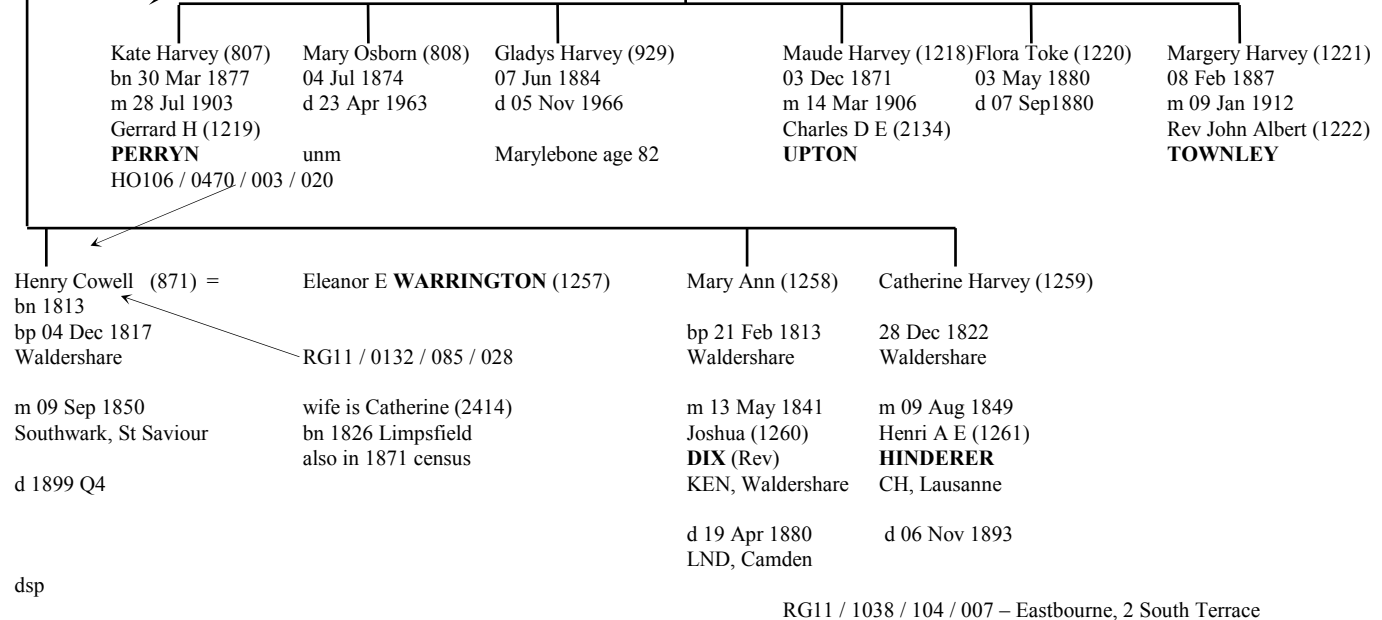 Kate Harvey (807) Mary Osborn (808) Gladys Harvey (929) Maude Harvey (1218) Flora Toke (1220) Margery Harvey (1221)
bn 30 Mar 1877 04 Jul 1874 07 Jun 1884 03 Dec 1871 03 May 1880 08 Feb 1887
m 28 Jul 1903 d 23 Apr 1963 d 05 Nov 1966 m 14 Mar 1906 d 07 Sep1880 m 09 Jan 1912
Gerrard H (1219) Charles D E (2134) Rev John Albert (1222)
PERRYN unm Marylebone age 82 UPTON TOWNLEY
HO106 / 0470 / 003 / 020
Henry Cowell (871) = Eleanor E WARRINGTON (1257) Mary Ann (1258) Catherine Harvey (1259)
bn 1813
bp 04 Dec 1817 bp 21 Feb 1813 28 Dec 1822
Waldershare RG11 / 0132 / 085 / 028 Waldershare Waldershare
m 09 Sep 1850 wife is Catherine (2414) m 13 May 1841 m 09 Aug 1849
Southwark, St Saviour bn 1826 Limpsfield Joshua (1260) Henri A E (1261)
also in 1871 census DIX (Rev) HINDERER
d 1899 Q4 KEN, Waldershare CH, Lausanne
d 19 Apr 1880 d 06 Nov 1893
LND, Camden
dsp
RG11 / 1038 / 104 / 007 – Eastbourne, 2 South Terrace